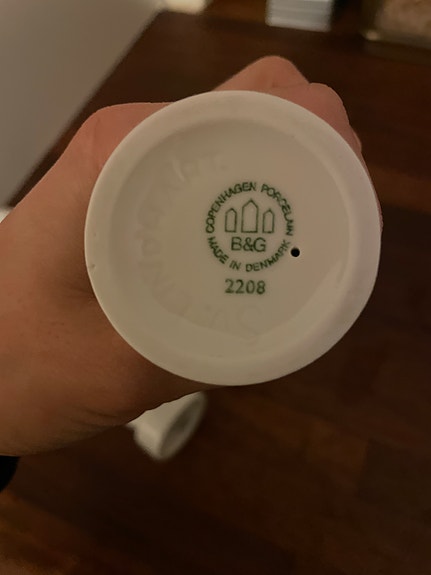 COPENHAGEN PORCELAIN
B&G
MADE IN DENMARK
2208